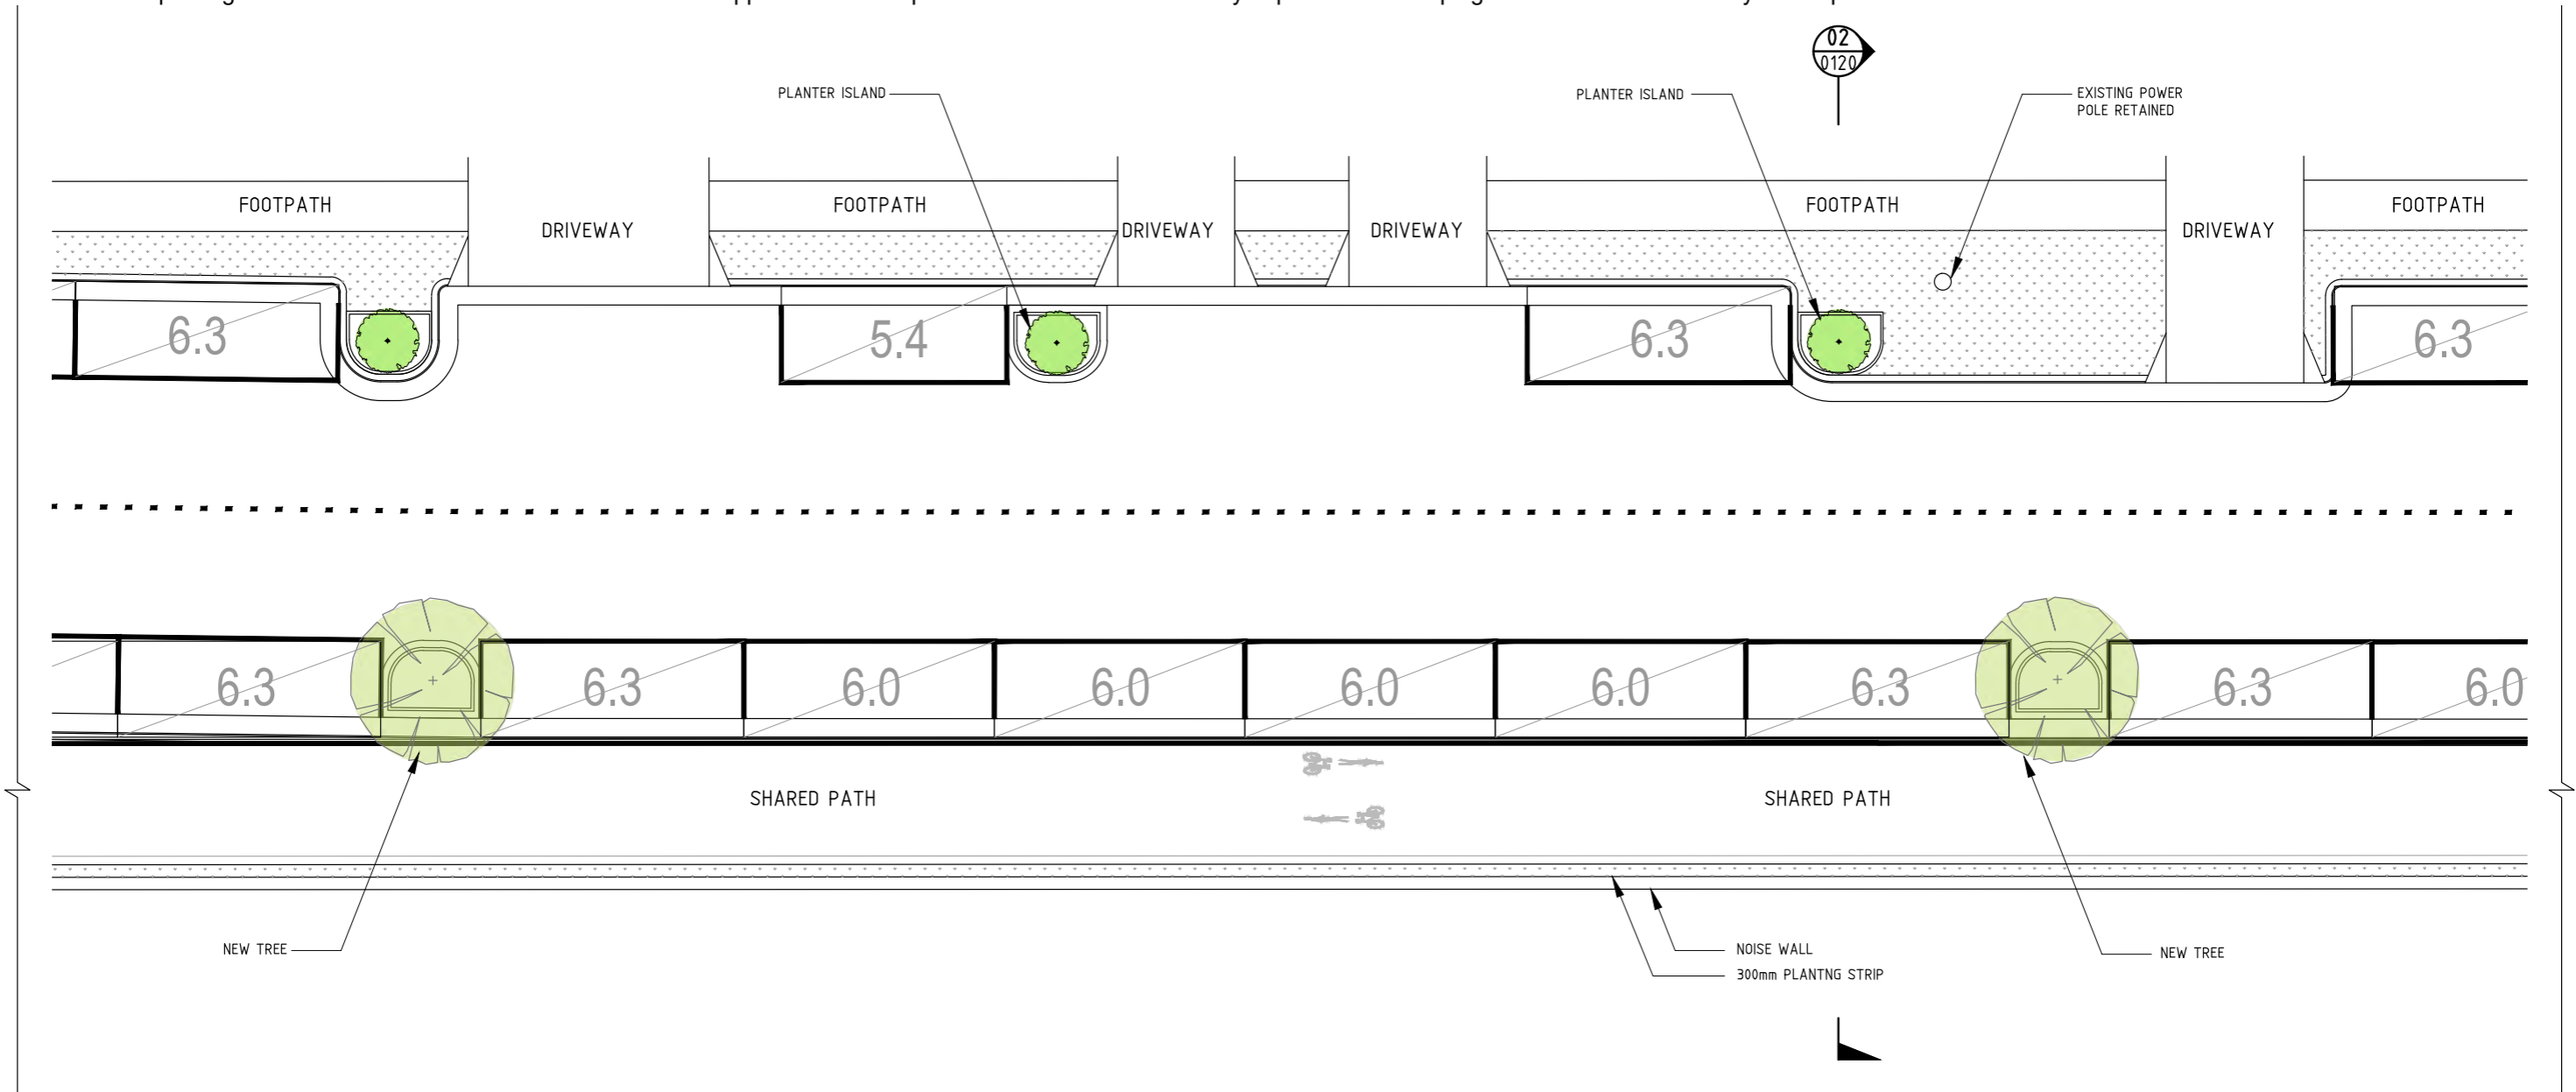 02
0120
PLANTER ISLAND
PLANTER ISLAND
EXISTING POWER
POLE RETAINED
FOOTPATH
FOOTPATH
FOOTPATH
FOOTPATH
DRIVEWAY
DRIVEWAY
DRIVEWAY
DRIVEWAY
6.3
5.4
6.3
6.3
6.3
6.3
6.0
6.0
6.0
6.0
6.3
6.3
6.0
SHARED PATH
SHARED PATH
NEW TREE
NOISE WALL
NEW TREE
300mm PLANTNG STRIP